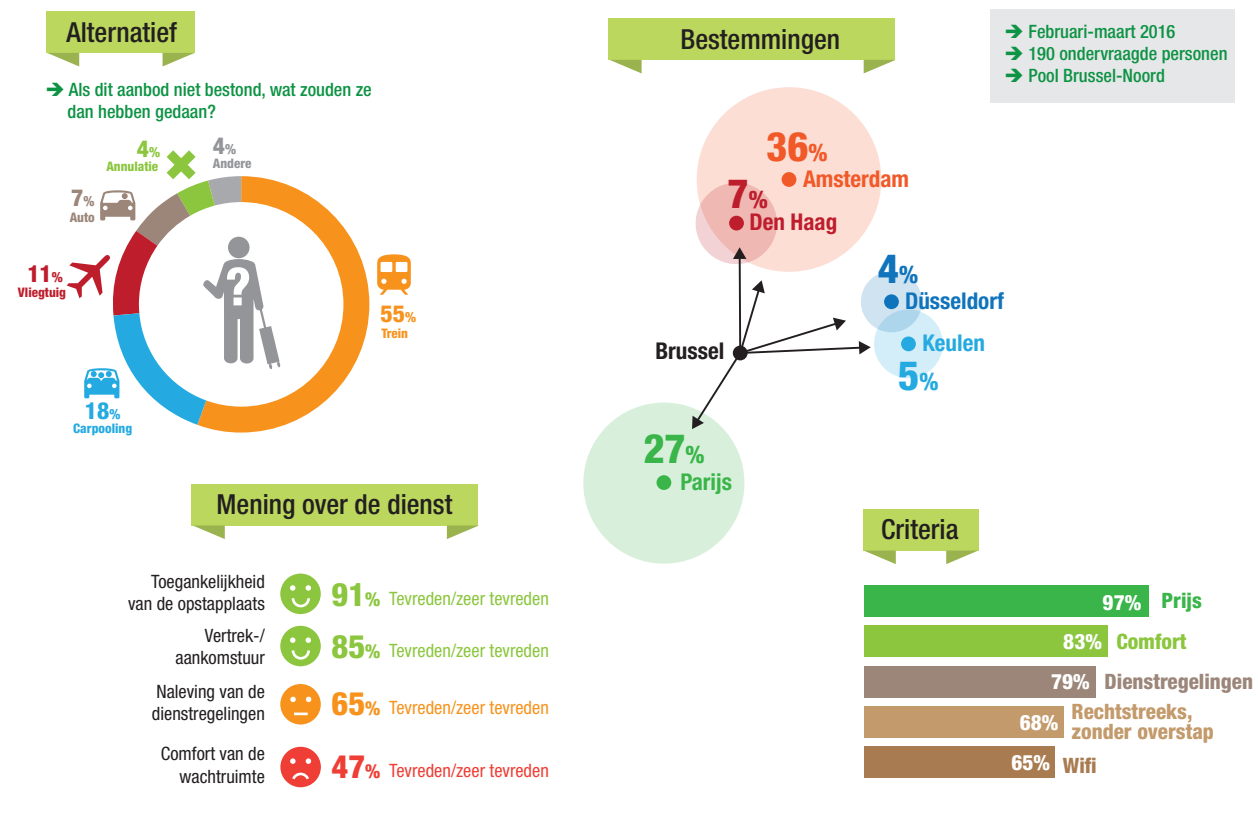 Alternatief
➔ Als dit aanbod niet bestond, wat zouden ze
dan hebben gedaan?
4%
Annulatie
4%
Andere
7%
Auto
11%
Vliegtuig
?
55%
Trein
18%
Carpooling
Bestemmingen
➔ Februari-maart 2016
➔ 190 ondervraagde personen
➔ Pool Brussel-Noord
36%
Amsterdam
7%
Den Haag
4%
Düsseldorf
Brussel
Keulen
5%
27%
Parijs
Mening over de dienst
Toegankelijkheid
van de opstapplaats
91% Tevreden/zeer tevreden
Vertrek-/
aankomstuur
85% Tevreden/zeer tevreden
Naleving van de
dienstregelingen
65% Tevreden/zeer tevreden
Comfort van de
wachtruimte
47% Tevreden/zeer tevreden
Criteria
97% Prijs
83% Comfort
79% Dienstregelingen
68% Rechtstreeks,
zonder overstap
65% Wifi